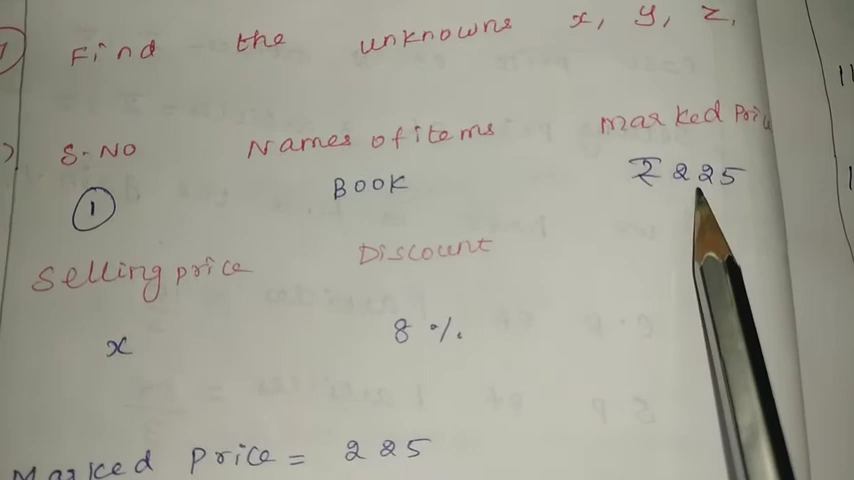 Find the unknowns x, y, z.
S.No Names of items Marked Price
1 BOOK ₹ 225
Selling price Discount
x 8 %.
Marked Price = 225